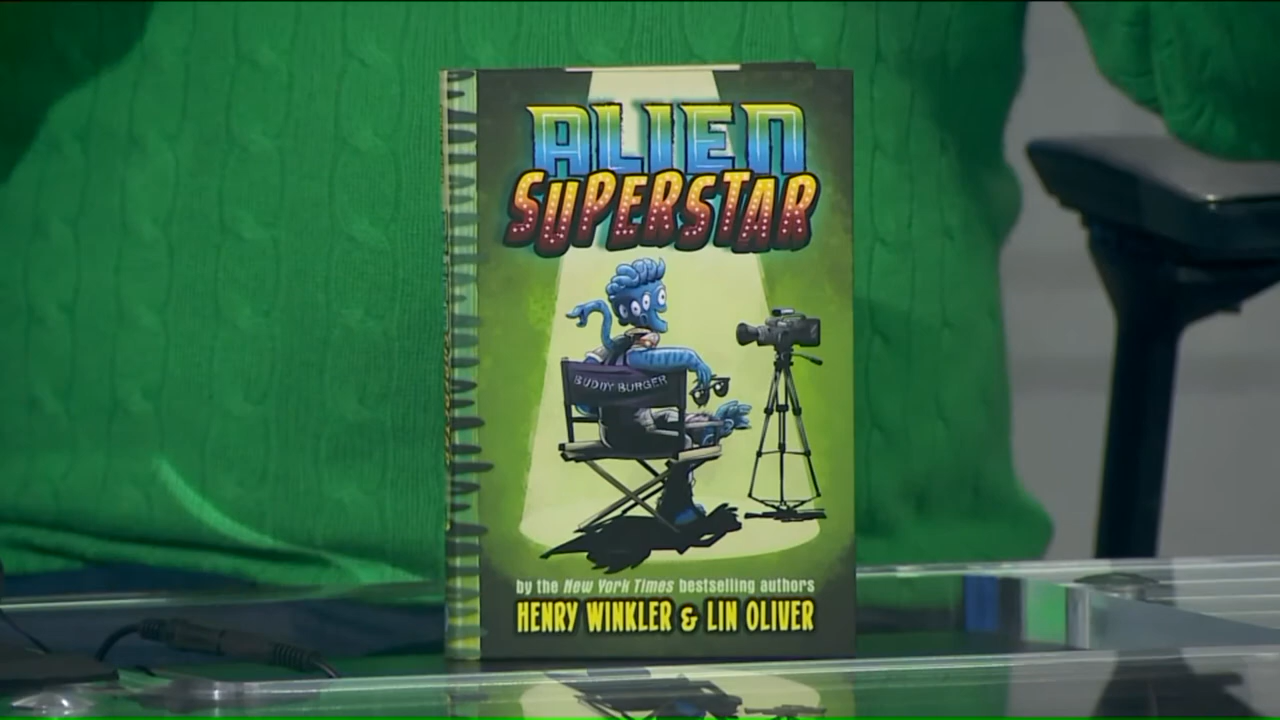 ALIEN
SUPERSTAR
BUDDY BURGER
by the New York Times bestselling authors
HENRY WINKLER & LIN OLIVER